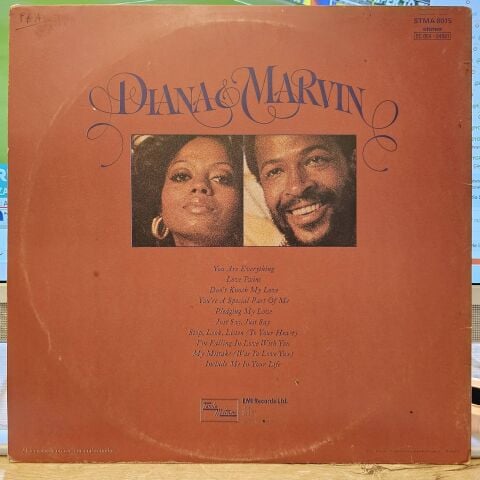 STMA 8015
stereo
DIANA & MARVIN
You Are Everything
Love Twins
Don't Knock My Love
You're A Special Part Of Me
Pledging My Love
Just Say, Just Say
Stop, Look, Listen (To Your Heart)
I'm Falling In Love With You
My Mistake (Was To Love You)
Include Me In Your Life
EMI Records Ltd.